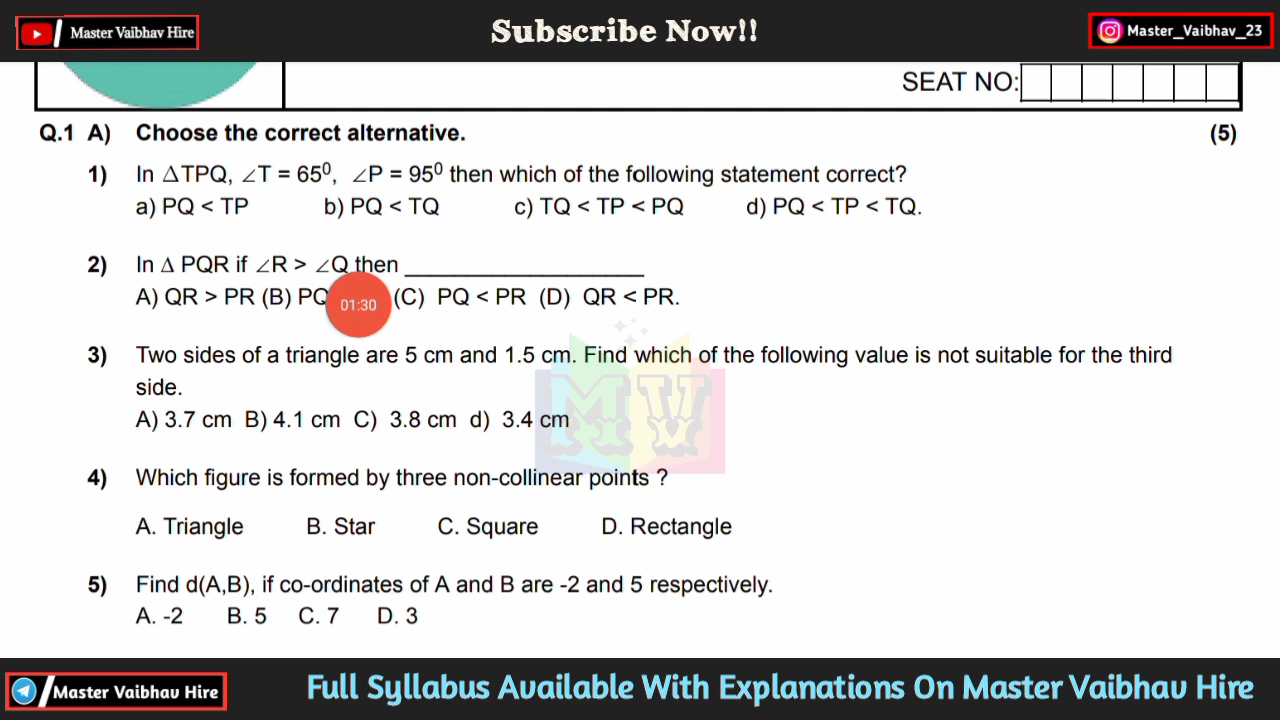 Master Vaibhav Hire
Subscribe Now!!
Master_Vaibhav_23
SEAT NO:
Q.1 A) Choose the correct alternative. (5)
1) In ΔTPQ, ∠T = 65⁰, ∠P = 95⁰ then which of the following statement correct?
a) PQ < TP b) PQ < TQ c) TQ < TP < PQ d) PQ < TP < TQ.
2) In Δ PQR if ∠R > ∠Q then ____________________
A) QR > PR (B) PQ (C) PQ < PR (D) QR < PR.
01:30
3) Two sides of a triangle are 5 cm and 1.5 cm. Find which of the following value is not suitable for the third
side.
A) 3.7 cm B) 4.1 cm C) 3.8 cm d) 3.4 cm
MW
4) Which figure is formed by three non-collinear points ?
A. Triangle B. Star C. Square D. Rectangle
5) Find d(A,B), if co-ordinates of A and B are -2 and 5 respectively.
A. -2 B. 5 C. 7 D. 3
Master Vaibhav Hire
Full Syllabus Available With Explanations On Master Vaibhav Hire